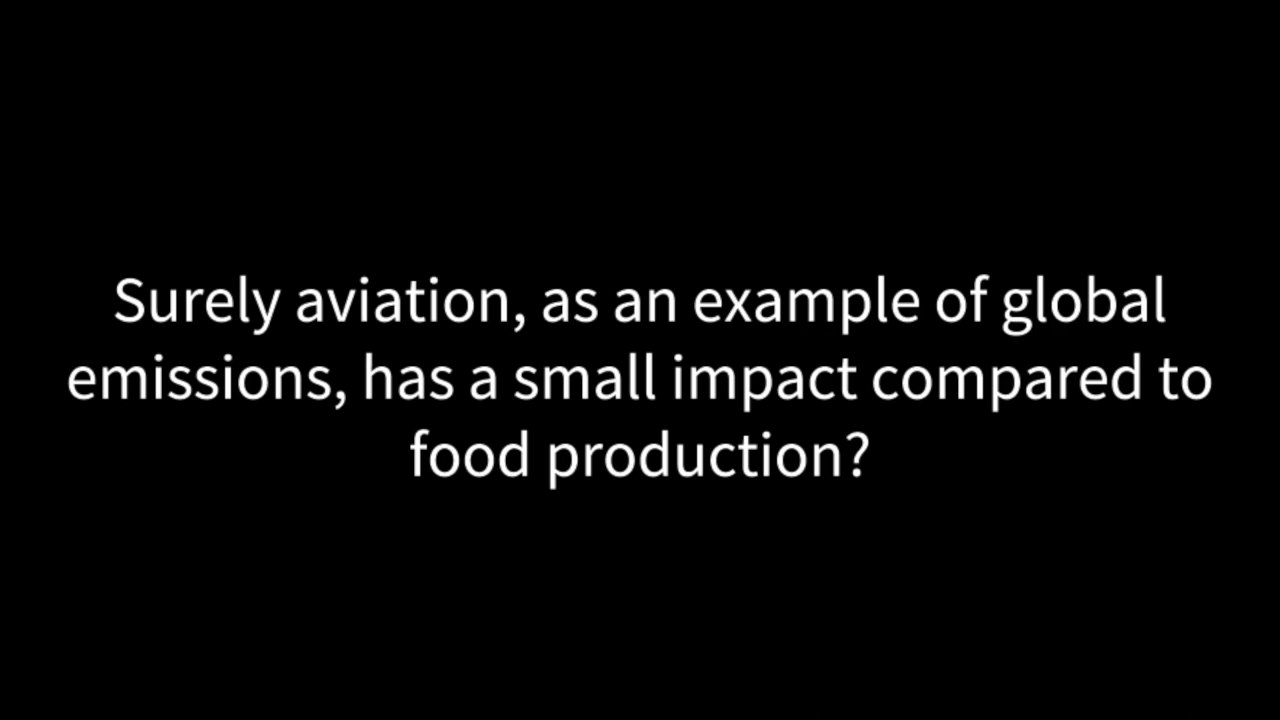 Surely aviation, as an example of global
emissions, has a small impact compared to
food production?